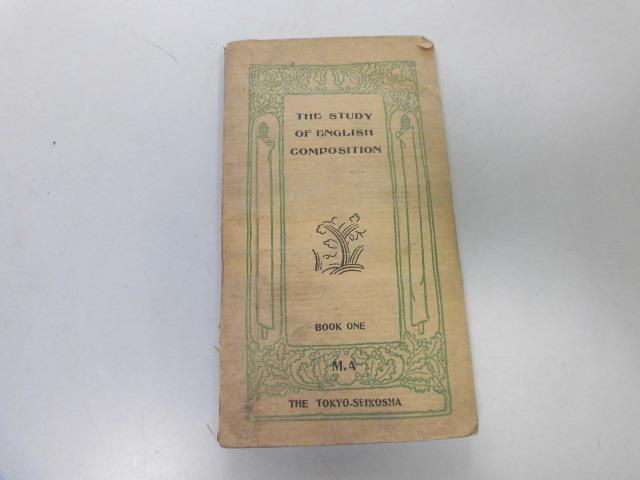 THE STUDY
OF ENGLISH
COMPOSITION
BOOK ONE
M.A
THE TOKYO-SEIKOSHA